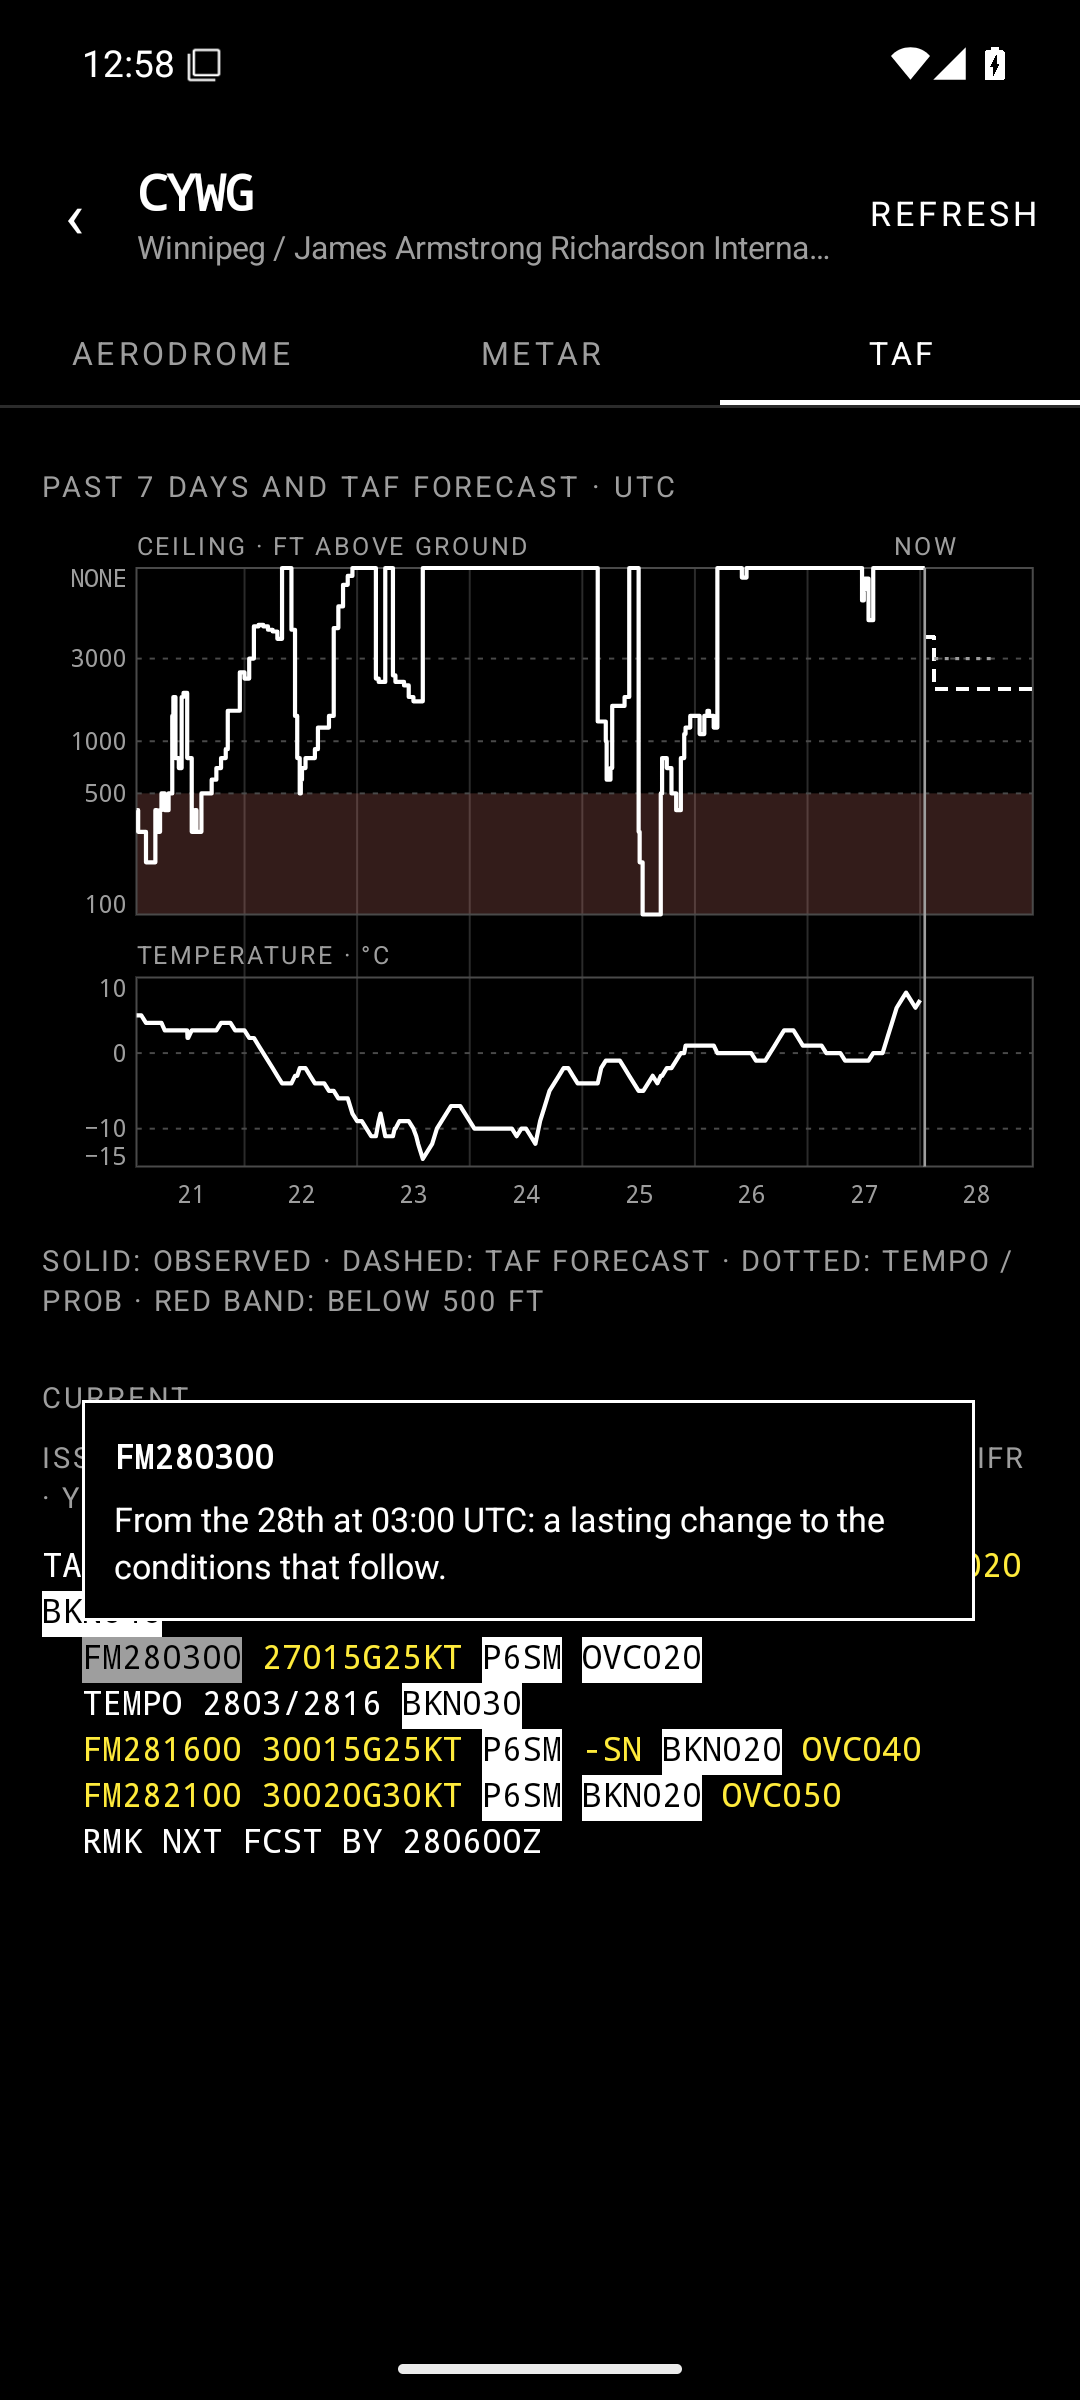 12:58
CYWG
Winnipeg / James Armstrong Richardson Interna...
REFRESH
AERODROME METAR TAF
PAST 7 DAYS AND TAF FORECAST · UTC
CEILING · FT ABOVE GROUND NOW
NONE
3000
1000
500
100
TEMPERATURE · °C
10
0
−10
−15
21 22 23 24 25 26 27 28
SOLID: OBSERVED · DASHED: TAF FORECAST · DOTTED: TEMPO /
PROB · RED BAND: BELOW 500 FT
CURRENT
IFR
FM280300
From the 28th at 03:00 UTC: a lasting change to the
conditions that follow.
FM280300 27015G25KT P6SM OVC020
TEMPO 2803/2816 BKN030
FM281600 30015G25KT P6SM -SN BKN020 OVC040
FM282100 30020G30KT P6SM BKN020 OVC050
RMK NXT FCST BY 280600Z